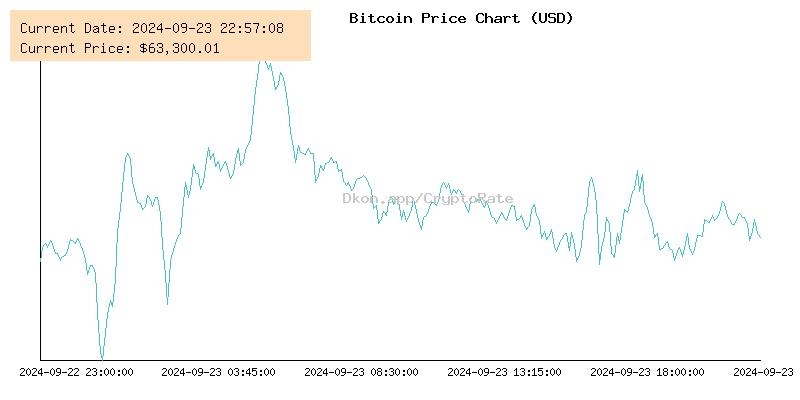 Bitcoin Price Chart (USD)
Current Date: 2024-09-23 22:57:08
Current Price: $63,300.01
Dkon.app/CryptoRate
2024-09-22 23:00:00 2024-09-23 03:45:00 2024-09-23 08:30:00 2024-09-23 13:15:00 2024-09-23 18:00:00 2024-09-23